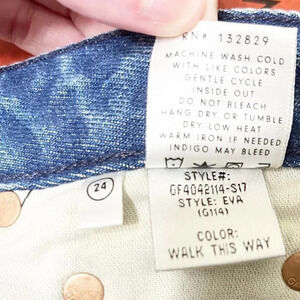 RN# 132829
MACHINE WASH COLD
WITH LIKE COLORS
GENTLE CYCLE
INSIDE OUT
DO NOT BLEACH
HANG DRY OR TUMBLE
DRY LOW HEAT
WARM IRON IF NEEDED
INDIGO MAY BLEED
24
STYLE#:
GF4042114-S17
STYLE: EVA
(G114)
COLOR:
WALK THIS WAY